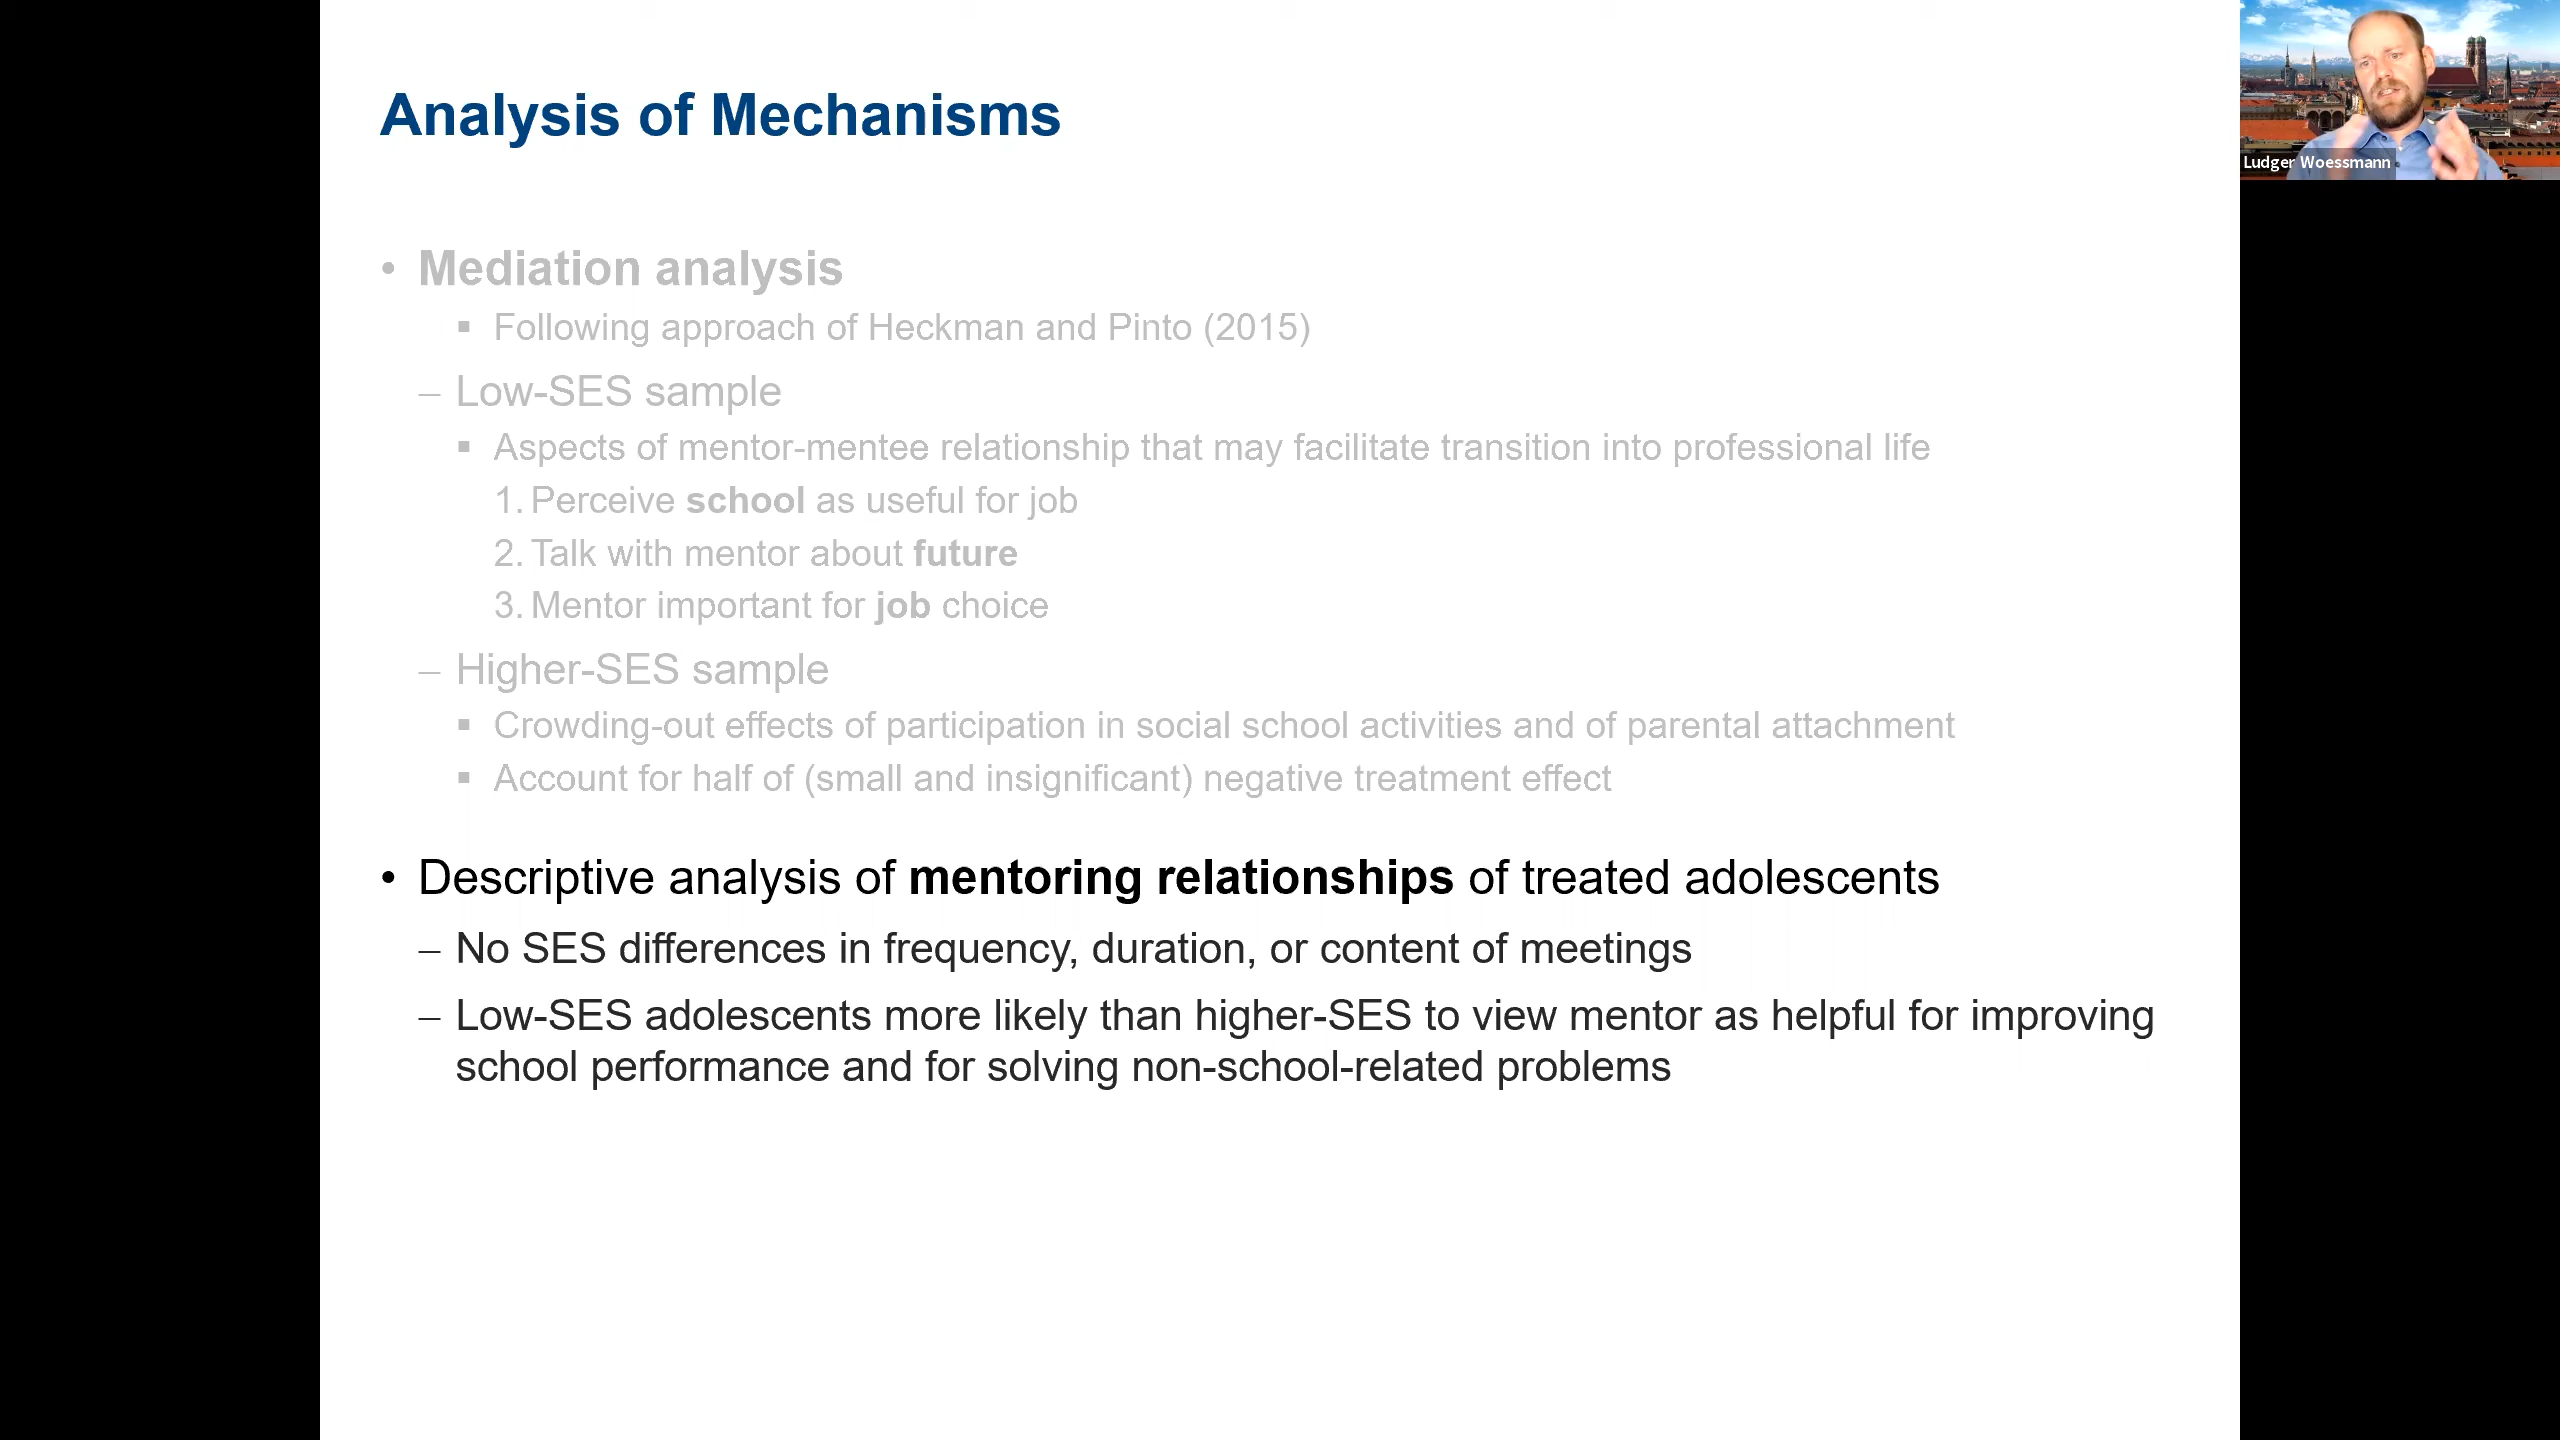 Analysis of Mechanisms
Ludger Woessmann
• Mediation analysis
▪ Following approach of Heckman and Pinto (2015)
– Low-SES sample
▪ Aspects of mentor-mentee relationship that may facilitate transition into professional life
1. Perceive school as useful for job
2. Talk with mentor about future
3. Mentor important for job choice
– Higher-SES sample
▪ Crowding-out effects of participation in social school activities and of parental attachment
▪ Account for half of (small and insignificant) negative treatment effect
• Descriptive analysis of mentoring relationships of treated adolescents
– No SES differences in frequency, duration, or content of meetings
– Low-SES adolescents more likely than higher-SES to view mentor as helpful for improving
school performance and for solving non-school-related problems